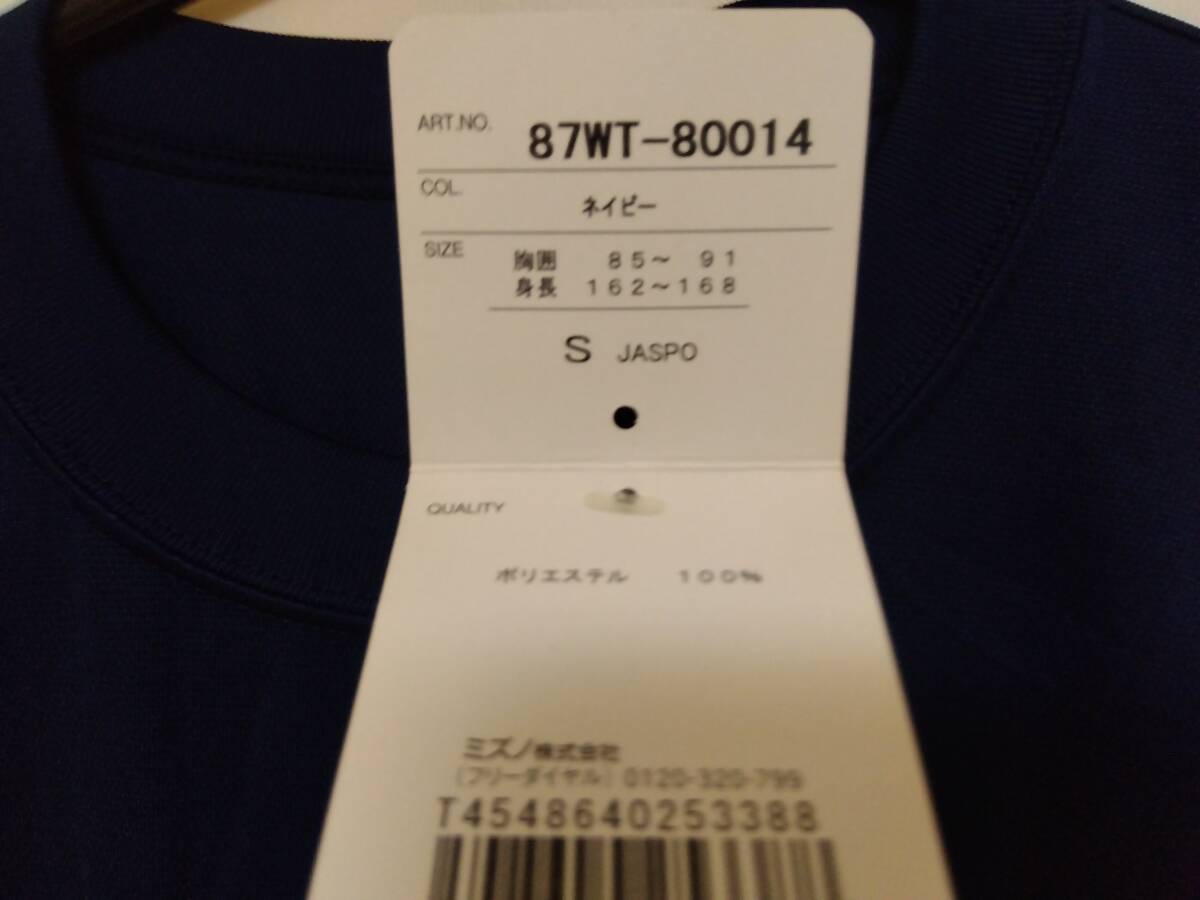 ART.NO. 87WT-80014
COL. ネイビー
SIZE 胸囲 85～ 91
身長 162～168
S JASPO
QUALITY
ポリエステル 100%
ミズノ株式会社
(フリーダイヤル) 0120-320-799
T4548640253388